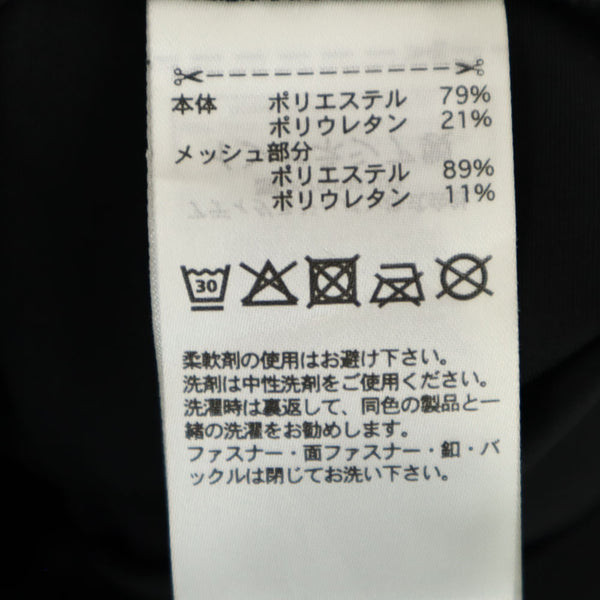 本体 ポリエステル 79%
ポリウレタン 21%
メッシュ部分
ポリエステル 89%
ポリウレタン 11%
30
柔軟剤の使用はお避け下さい。
洗剤は中性洗剤をご使用ください。
洗濯時は裏返して、同色の製品と一
緒の洗濯をお勧めします。
ファスナー・面ファスナー・釦・バ
ックルは閉じてお洗い下さい。